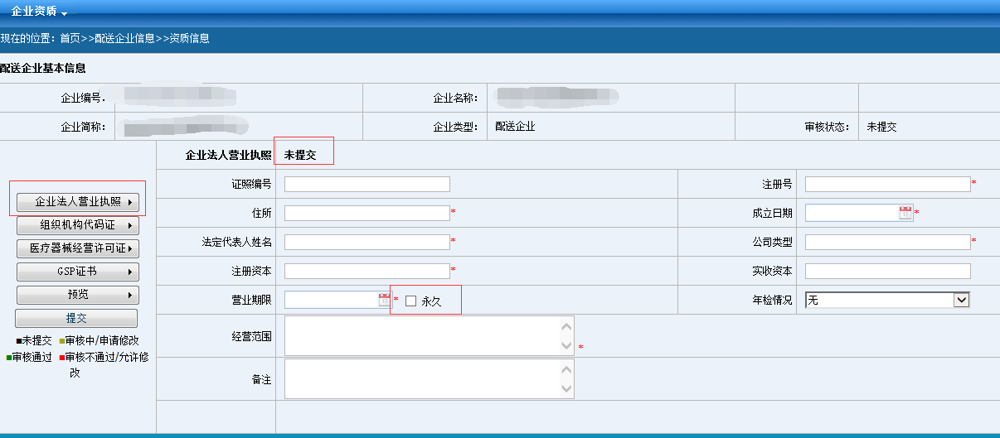 企业资质
现在的位置：首页>>配送企业信息>>资质信息
配送企业基本信息
企业编号：
企业名称：
企业简称：
企业类型： 配送企业
审核状态： 未提交
企业法人营业执照 未提交
企业法人营业执照
组织机构代码证
医疗器械经营许可证
GSP证书
预览
提交
■未提交 ■审核中/申请修改
■审核通过 ■审核不通过/允许修
改
证照编号 注册号 *
住所 * 成立日期 *
法定代表人姓名 * 公司类型 *
注册资本 * 实收资本
营业期限 * 永久 年检情况 无
经营范围 *
备注